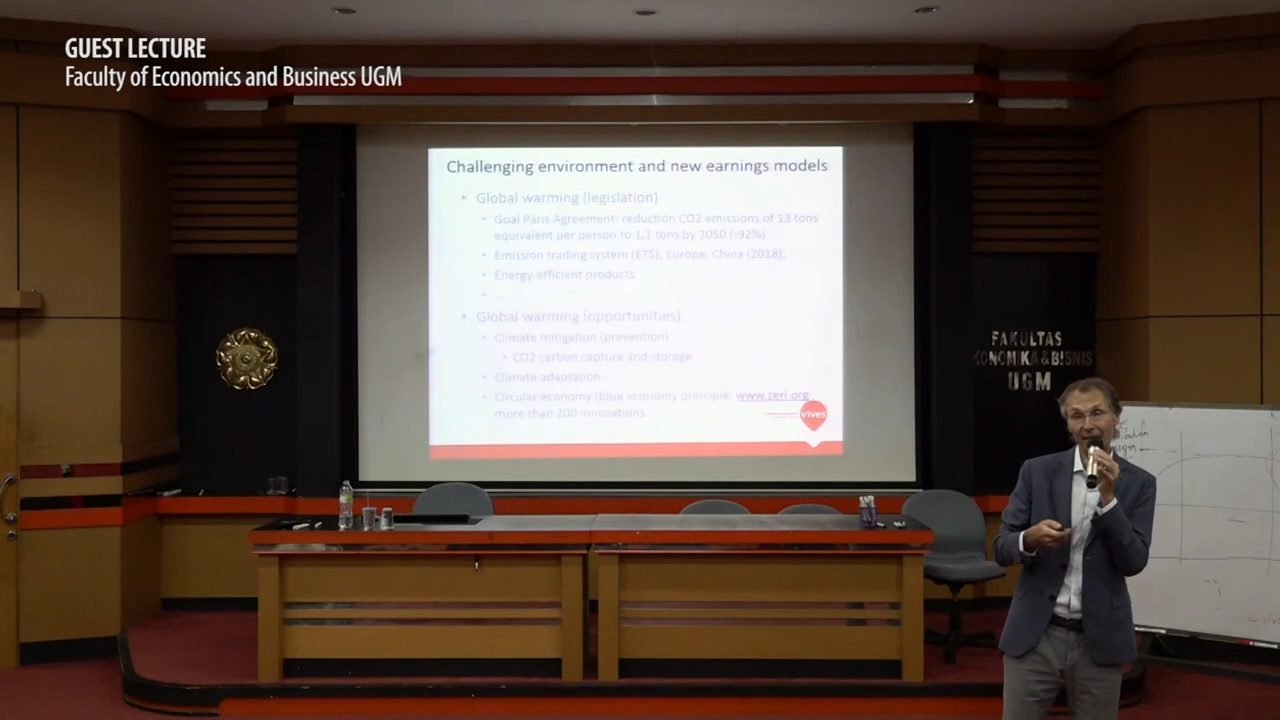 GUEST LECTURE
Faculty of Economics and Business UGM
Challenging environment and new earnings models
• Global warming (legislation)
• Goal Paris Agreement: reduction CO2 emissions of 13 tons
equivalent per person to 1,1 tons by 2050 (-92%)
• Emission trading system (ETS), Europe, China (2018),
• Energy-efficient products
• Global warming (opportunities)
• Climate mitigation (prevention)
• CO2 carbon capture and storage
• Climate adaptation
• Circular economy (blue economy principle, www.zeri.org,
more than 200 innovations
vives
FAKULTAS
KONOMIKA & BISNIS
UGM